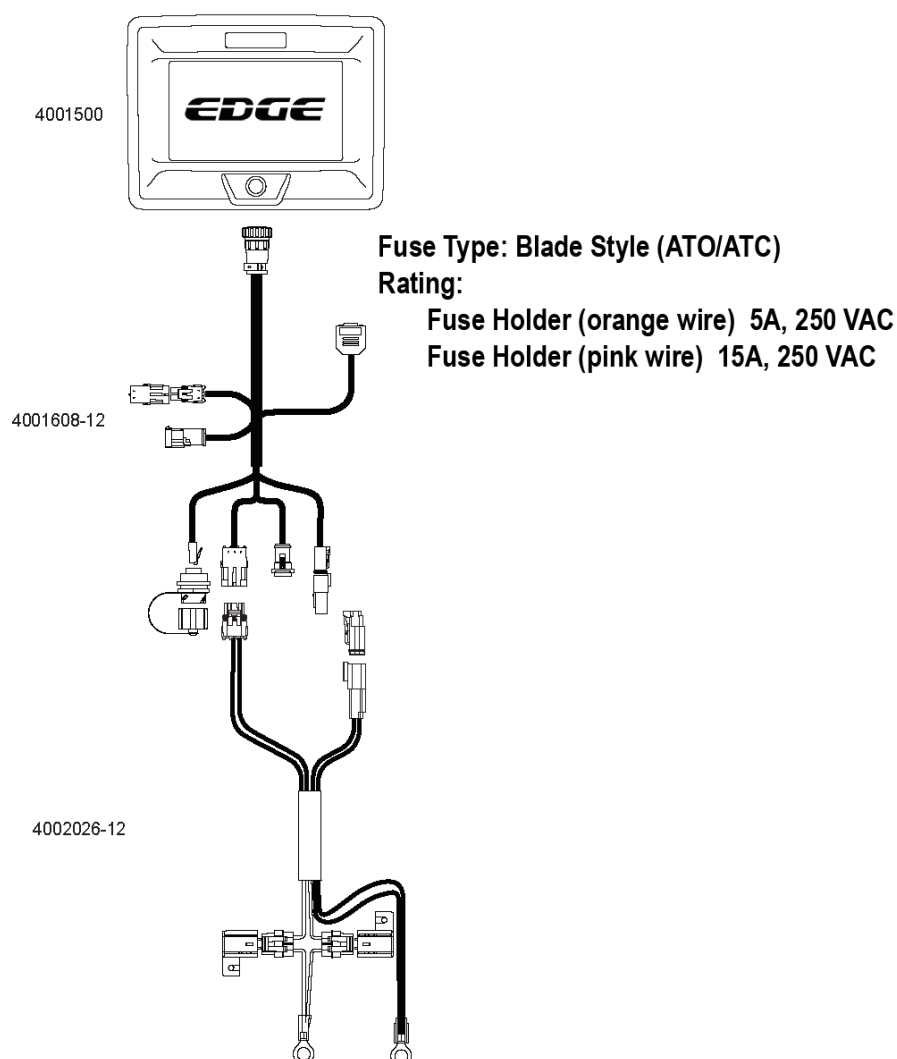 4001500
EDGE
Fuse Type: Blade Style (ATO/ATC)
Rating:
Fuse Holder (orange wire) 5A, 250 VAC
Fuse Holder (pink wire) 15A, 250 VAC
4001608-12
4002026-12